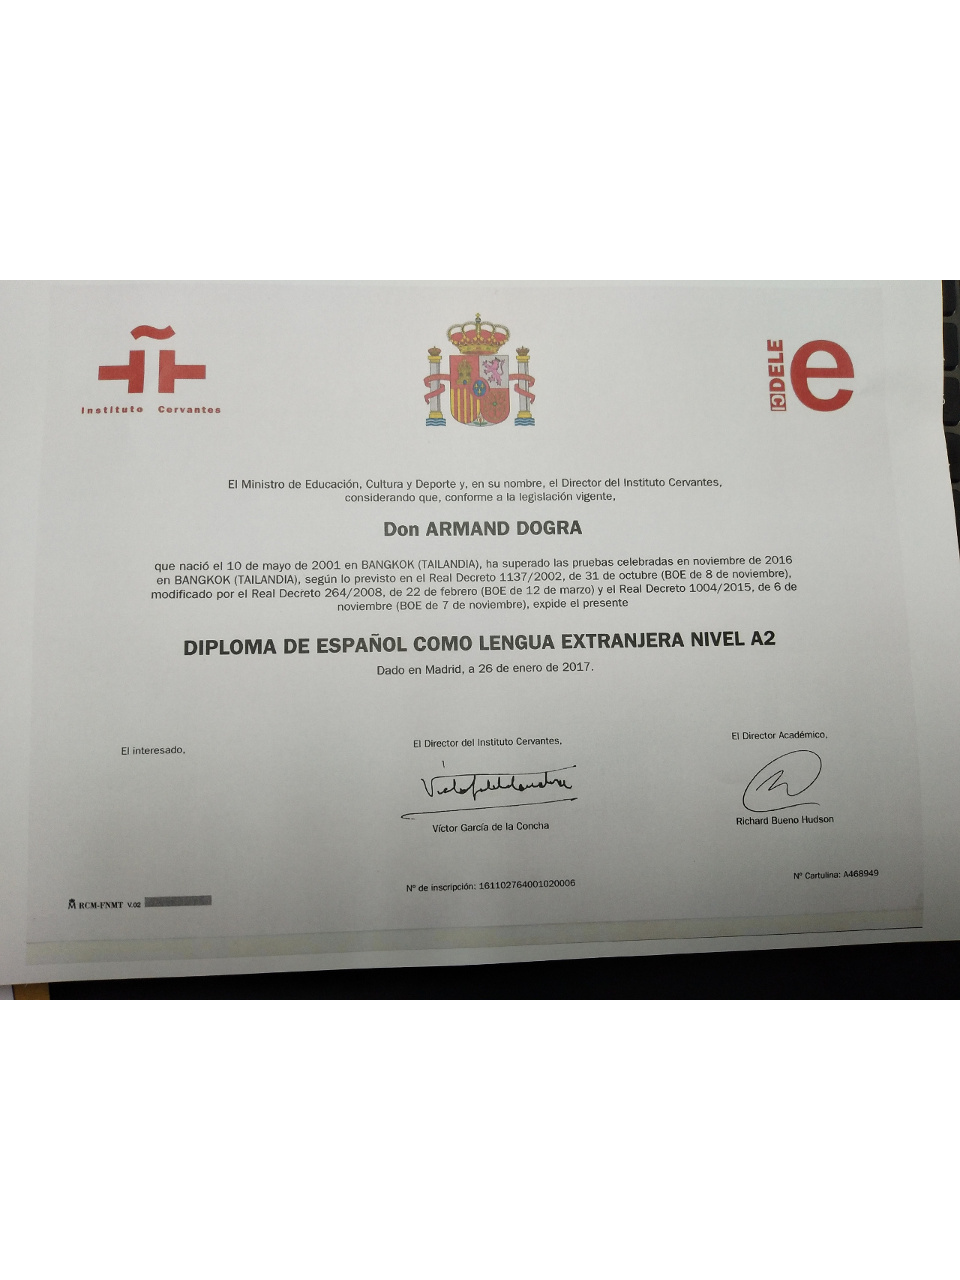 Instituto Cervantes
DELE
e
El Ministro de Educación, Cultura y Deporte y, en su nombre, el Director del Instituto Cervantes,
considerando que, conforme a la legislación vigente,
Don ARMAND DOGRA
que nació el 10 de mayo de 2001 en BANGKOK (TAILANDIA), ha superado las pruebas celebradas en noviembre de 2016
en BANGKOK (TAILANDIA), según lo previsto en el Real Decreto 1137/2002, de 31 de octubre (BOE de 8 de noviembre),
modificado por el Real Decreto 264/2008, de 22 de febrero (BOE de 12 de marzo) y el Real Decreto 1004/2015, de 6 de
noviembre (BOE de 7 de noviembre), expide el presente
DIPLOMA DE ESPAÑOL COMO LENGUA EXTRANJERA NIVEL A2
Dado en Madrid, a 26 de enero de 2017.
El interesado,
El Director del Instituto Cervantes,
El Director Académico,
Víctor García de la Concha
Richard Bueno Hudson
Nº de inscripción: 161102764001020006
Nº Cartulina: A468949
RCM-FNMT V.02